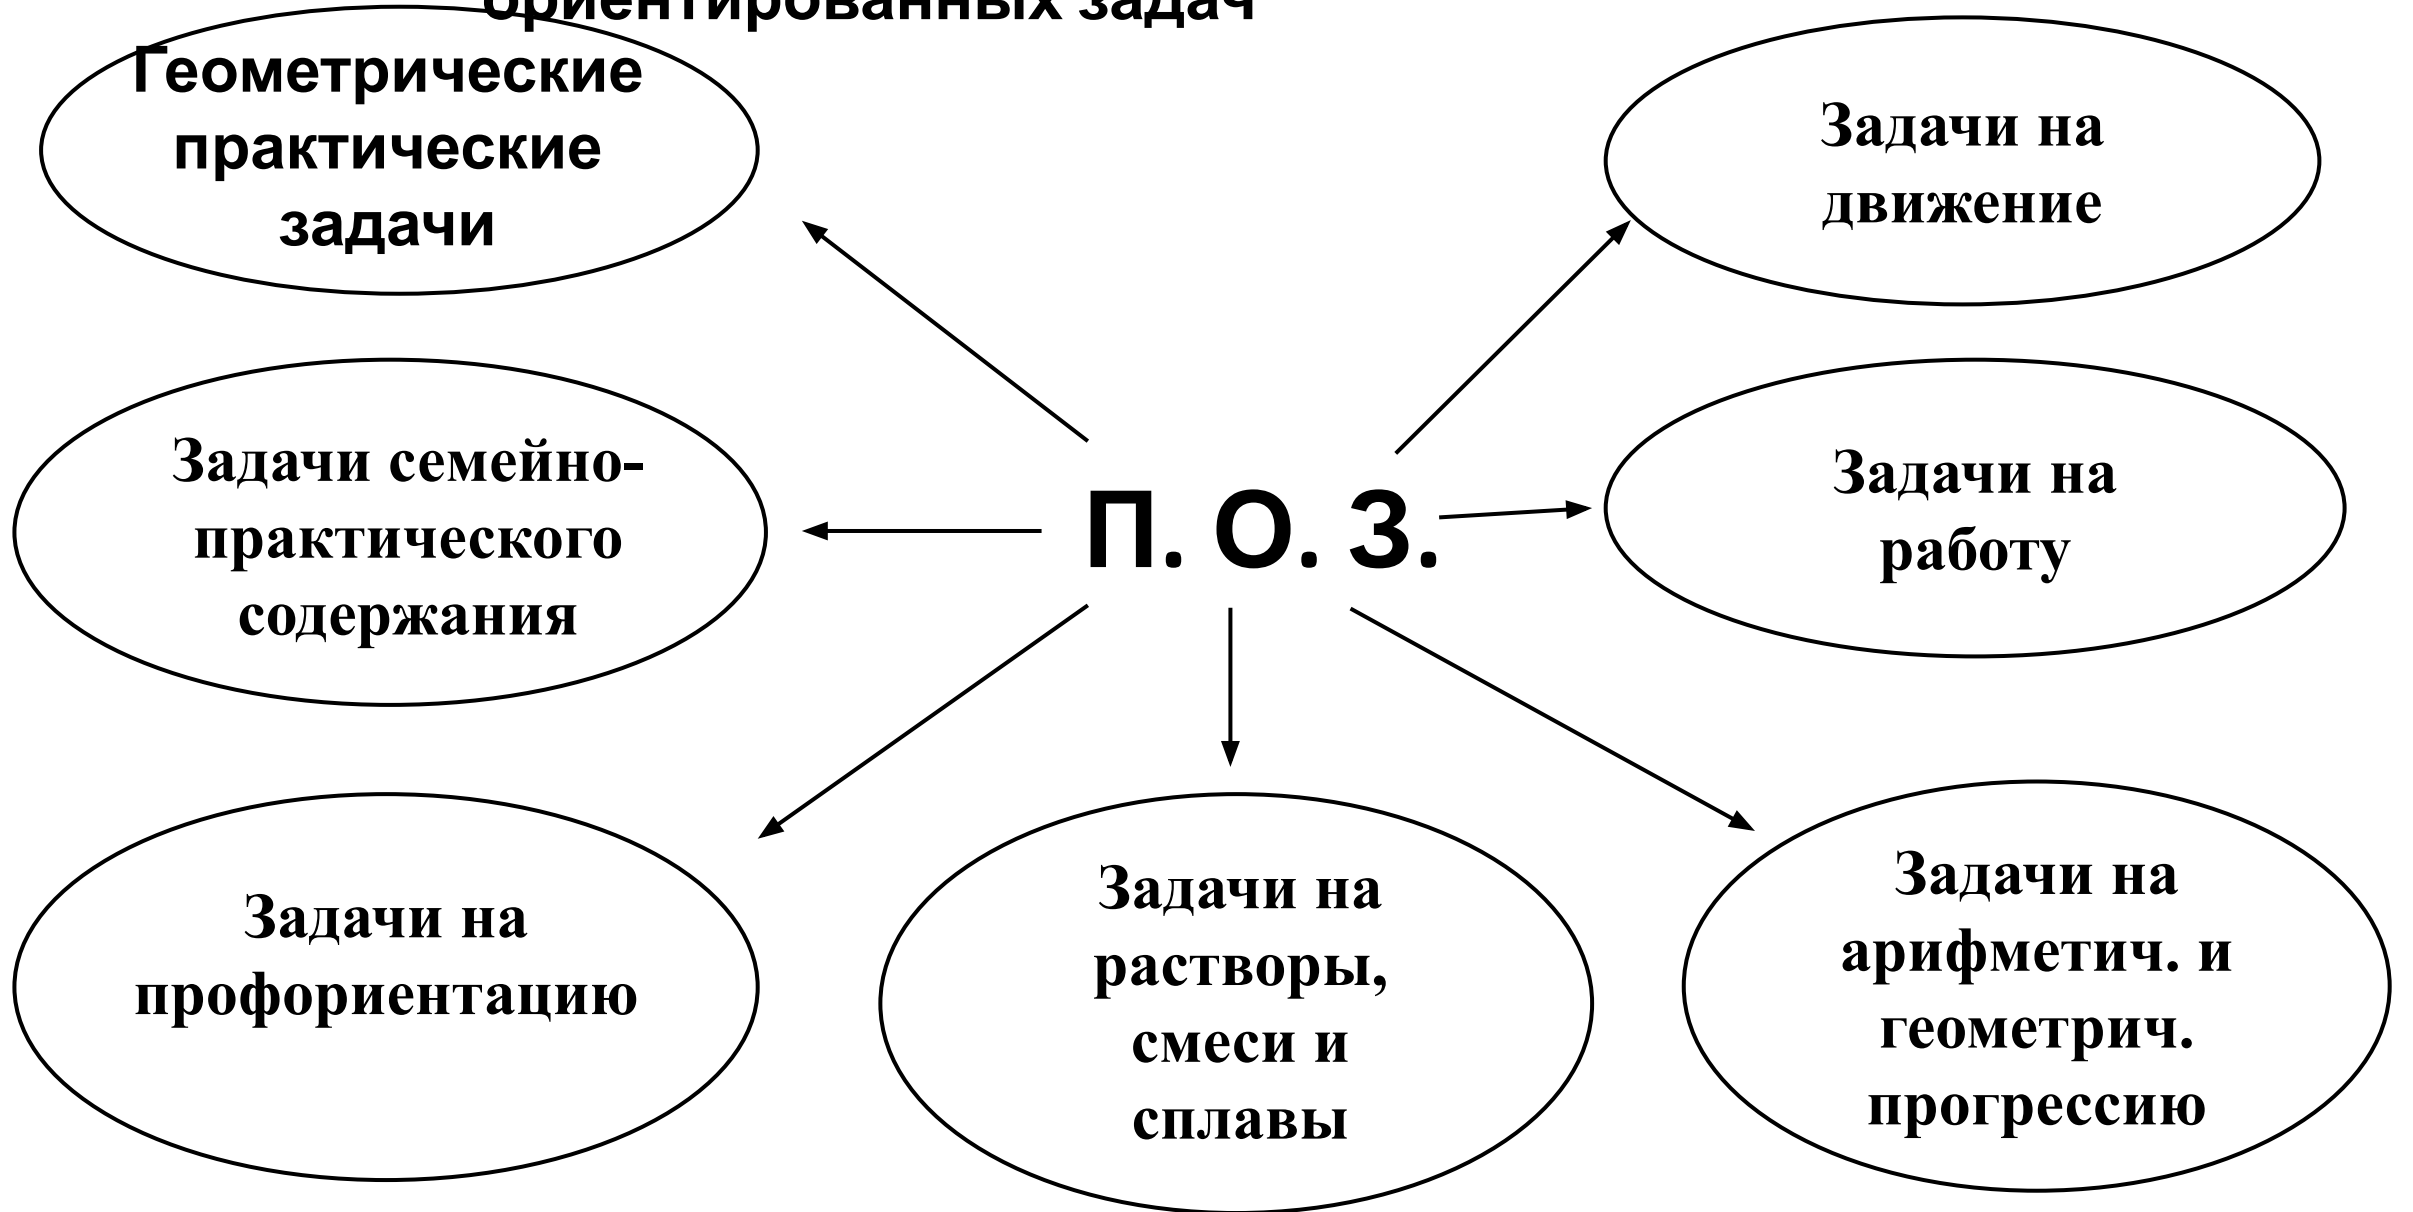 ориентированных задач
Геометрические
практические
задачи
Задачи на
движение
Задачи семейно-
практического
содержания
П. О. З.
Задачи на
работу
Задачи на
профориентацию
Задачи на
растворы,
смеси и
сплавы
Задачи на
арифметич. и
геометрич.
прогрессию